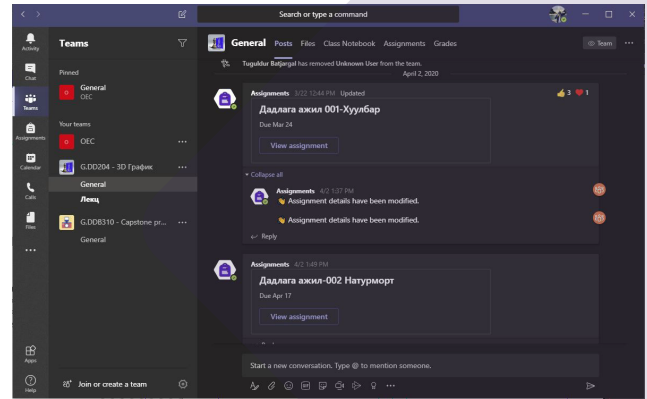 Search or type a command
Activity
Chat
Teams
Assignments
Calendar
Calls
Files
Apps
Help
Teams
Pinned
General
OEC
Your teams
O OEC
G.DD204 - 3D График
General
Лекц
G.DD8310 - Capstone pr...
General
Join or create a team
General Posts Files Class Notebook Assignments Grades
Team
Tuguldur Batjargal has removed Unknown User from the team.
April 2, 2020
Assignments 3/22 12:44 PM Updated
3 1
Дадлага ажил 001-Хуулбар
Due Mar 24
View assignment
Collapse all
Assignments 4/2 1:37 PM
Assignment details have been modified.
Assignment details have been modified.
Reply
Assignments 4/2 1:49 PM
Дадлага ажил-002 Натурморт
Due Apr 17
View assignment
Start a new conversation. Type @ to mention someone.